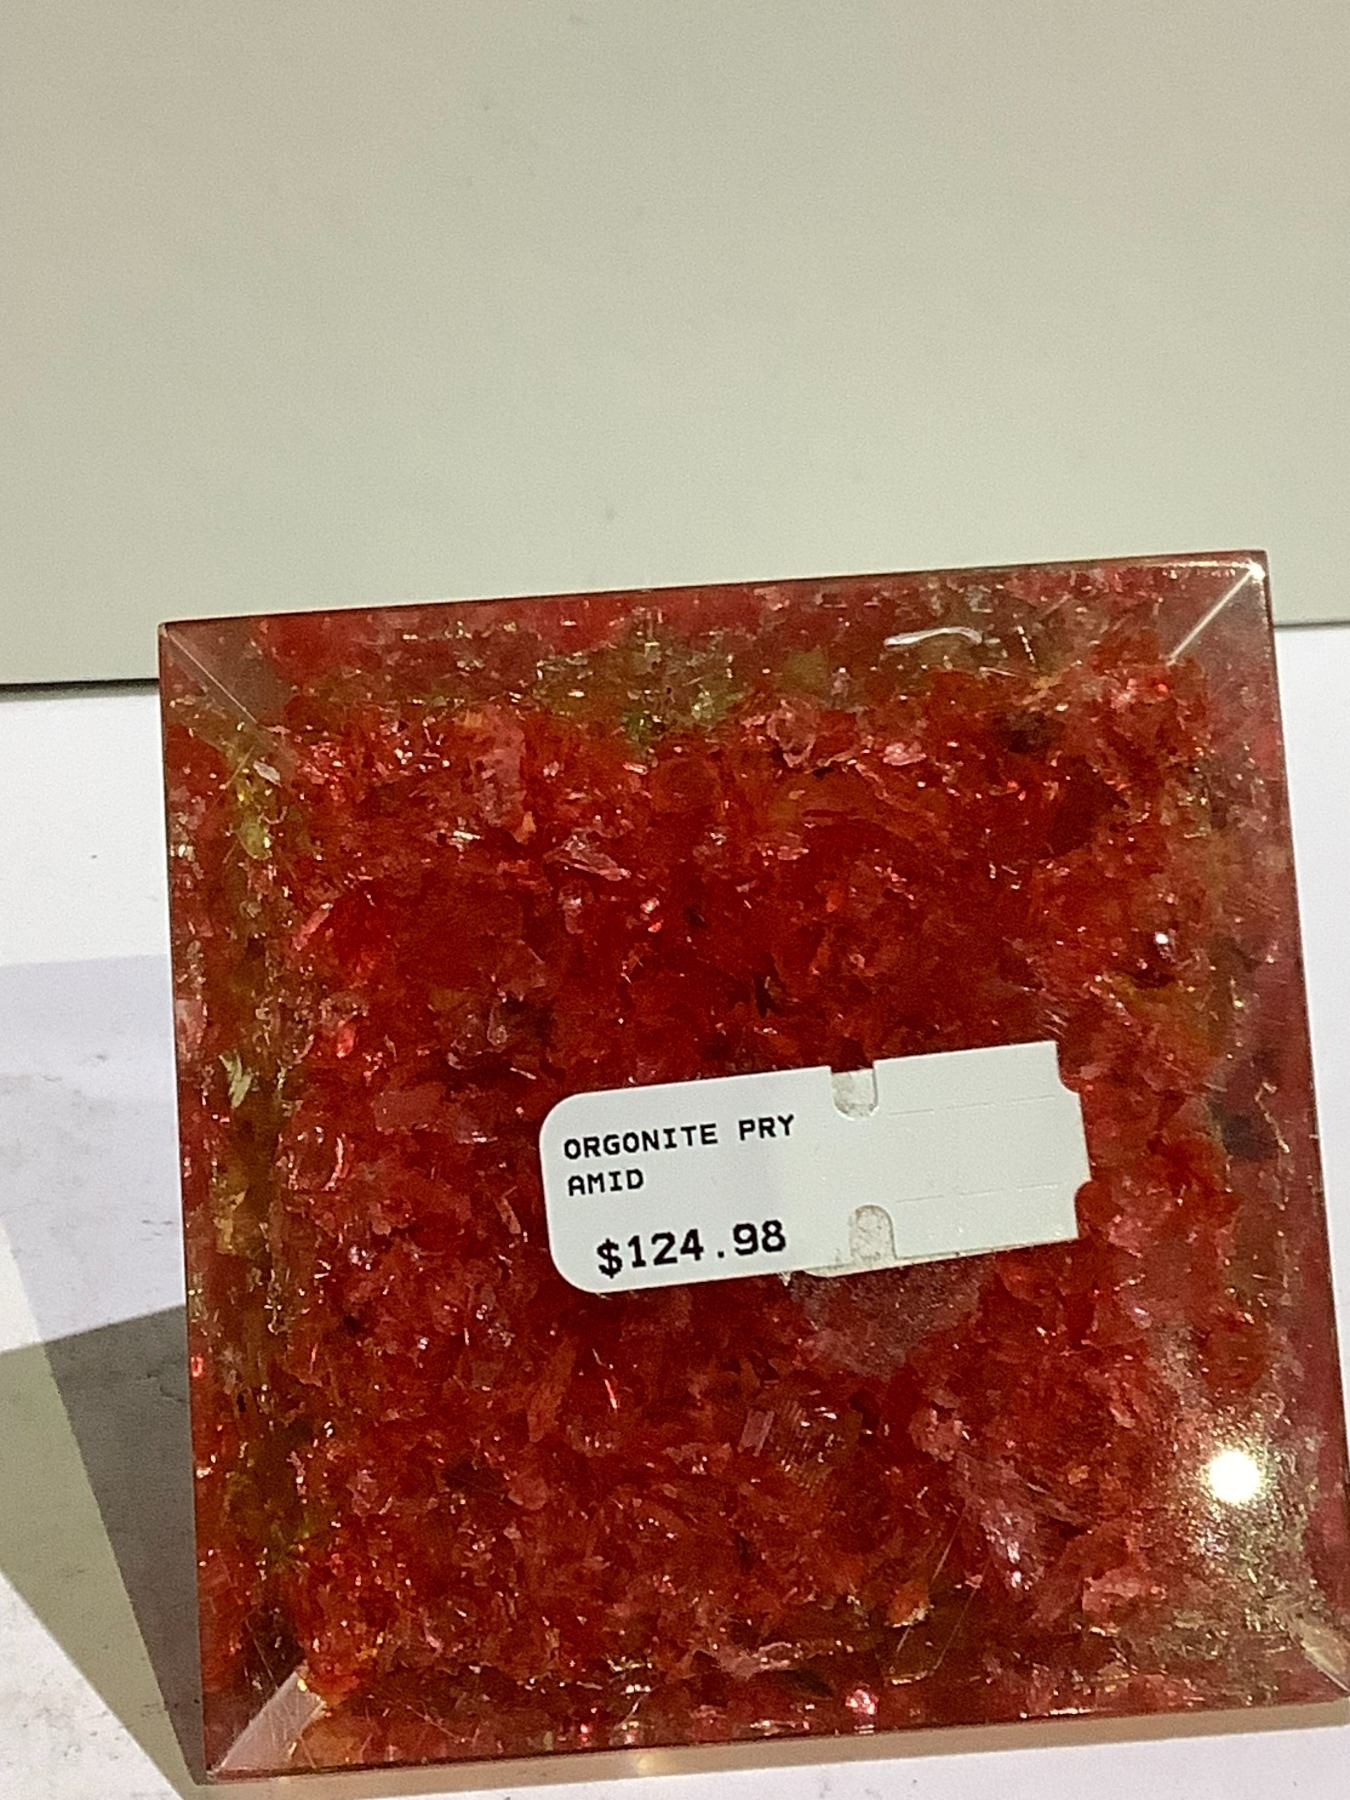 ORGONITE PRY
AMID
$124.98